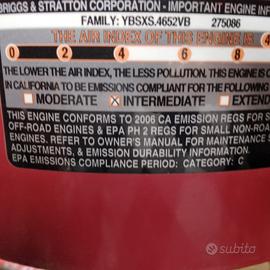 BRIGGS & STRATTON CORPORATION - IMPORTANT ENGINE INF
FAMILY: YBSXS.4652VB 275086
THE AIR INDEX OF THIS ENGINE IS 4
0 2 4 6 8
THE LOWER THE AIR INDEX, THE LESS POLLUTION. THIS ENGINE IS C
IN CALIFORNIA TO BE EMISSIONS COMPLIANT FOR THE FOLLOWING
MODERATE INTERMEDIATE EXTEND
THIS ENGINE CONFORMS TO 2006 CA EMISSION REGS FOR S
OFF-ROAD ENGINES & EPA PH 2 REGS FOR SMALL NON-ROA
ENGINES. REFER TO OWNER'S MANUAL FOR MAINTENANCE S
ADJUSTMENTS, & EMISSION DURABILITY INFORMATION.
EPA EMISSIONS COMPLIANCE PERIOD: CATEGORY: C
subito